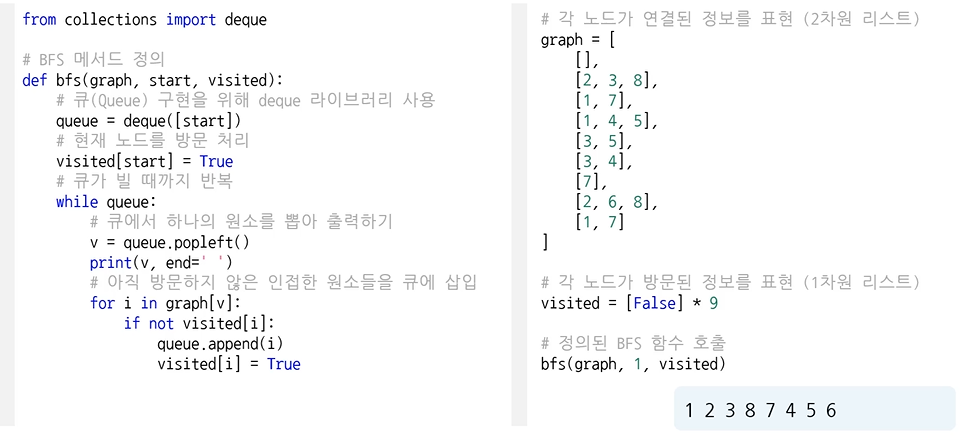 from collections import deque
# BFS 메서드 정의
def bfs(graph, start, visited):
    # 큐(Queue) 구현을 위해 deque 라이브러리 사용
    queue = deque([start])
    # 현재 노드를 방문 처리
    visited[start] = True
    # 큐가 빌 때까지 반복
    while queue:
        # 큐에서 하나의 원소를 뽑아 출력하기
        v = queue.popleft()
        print(v, end=' ')
        # 아직 방문하지 않은 인접한 원소들을 큐에 삽입
        for i in graph[v]:
            if not visited[i]:
                queue.append(i)
                visited[i] = True
# 각 노드가 연결된 정보를 표현 (2차원 리스트)
graph = [
    [],
    [2, 3, 8],
    [1, 7],
    [1, 4, 5],
    [3, 5],
    [3, 4],
    [7],
    [2, 6, 8],
    [1, 7]
]
# 각 노드가 방문된 정보를 표현 (1차원 리스트)
visited = [False] * 9
# 정의된 BFS 함수 호출
bfs(graph, 1, visited)
1 2 3 8 7 4 5 6